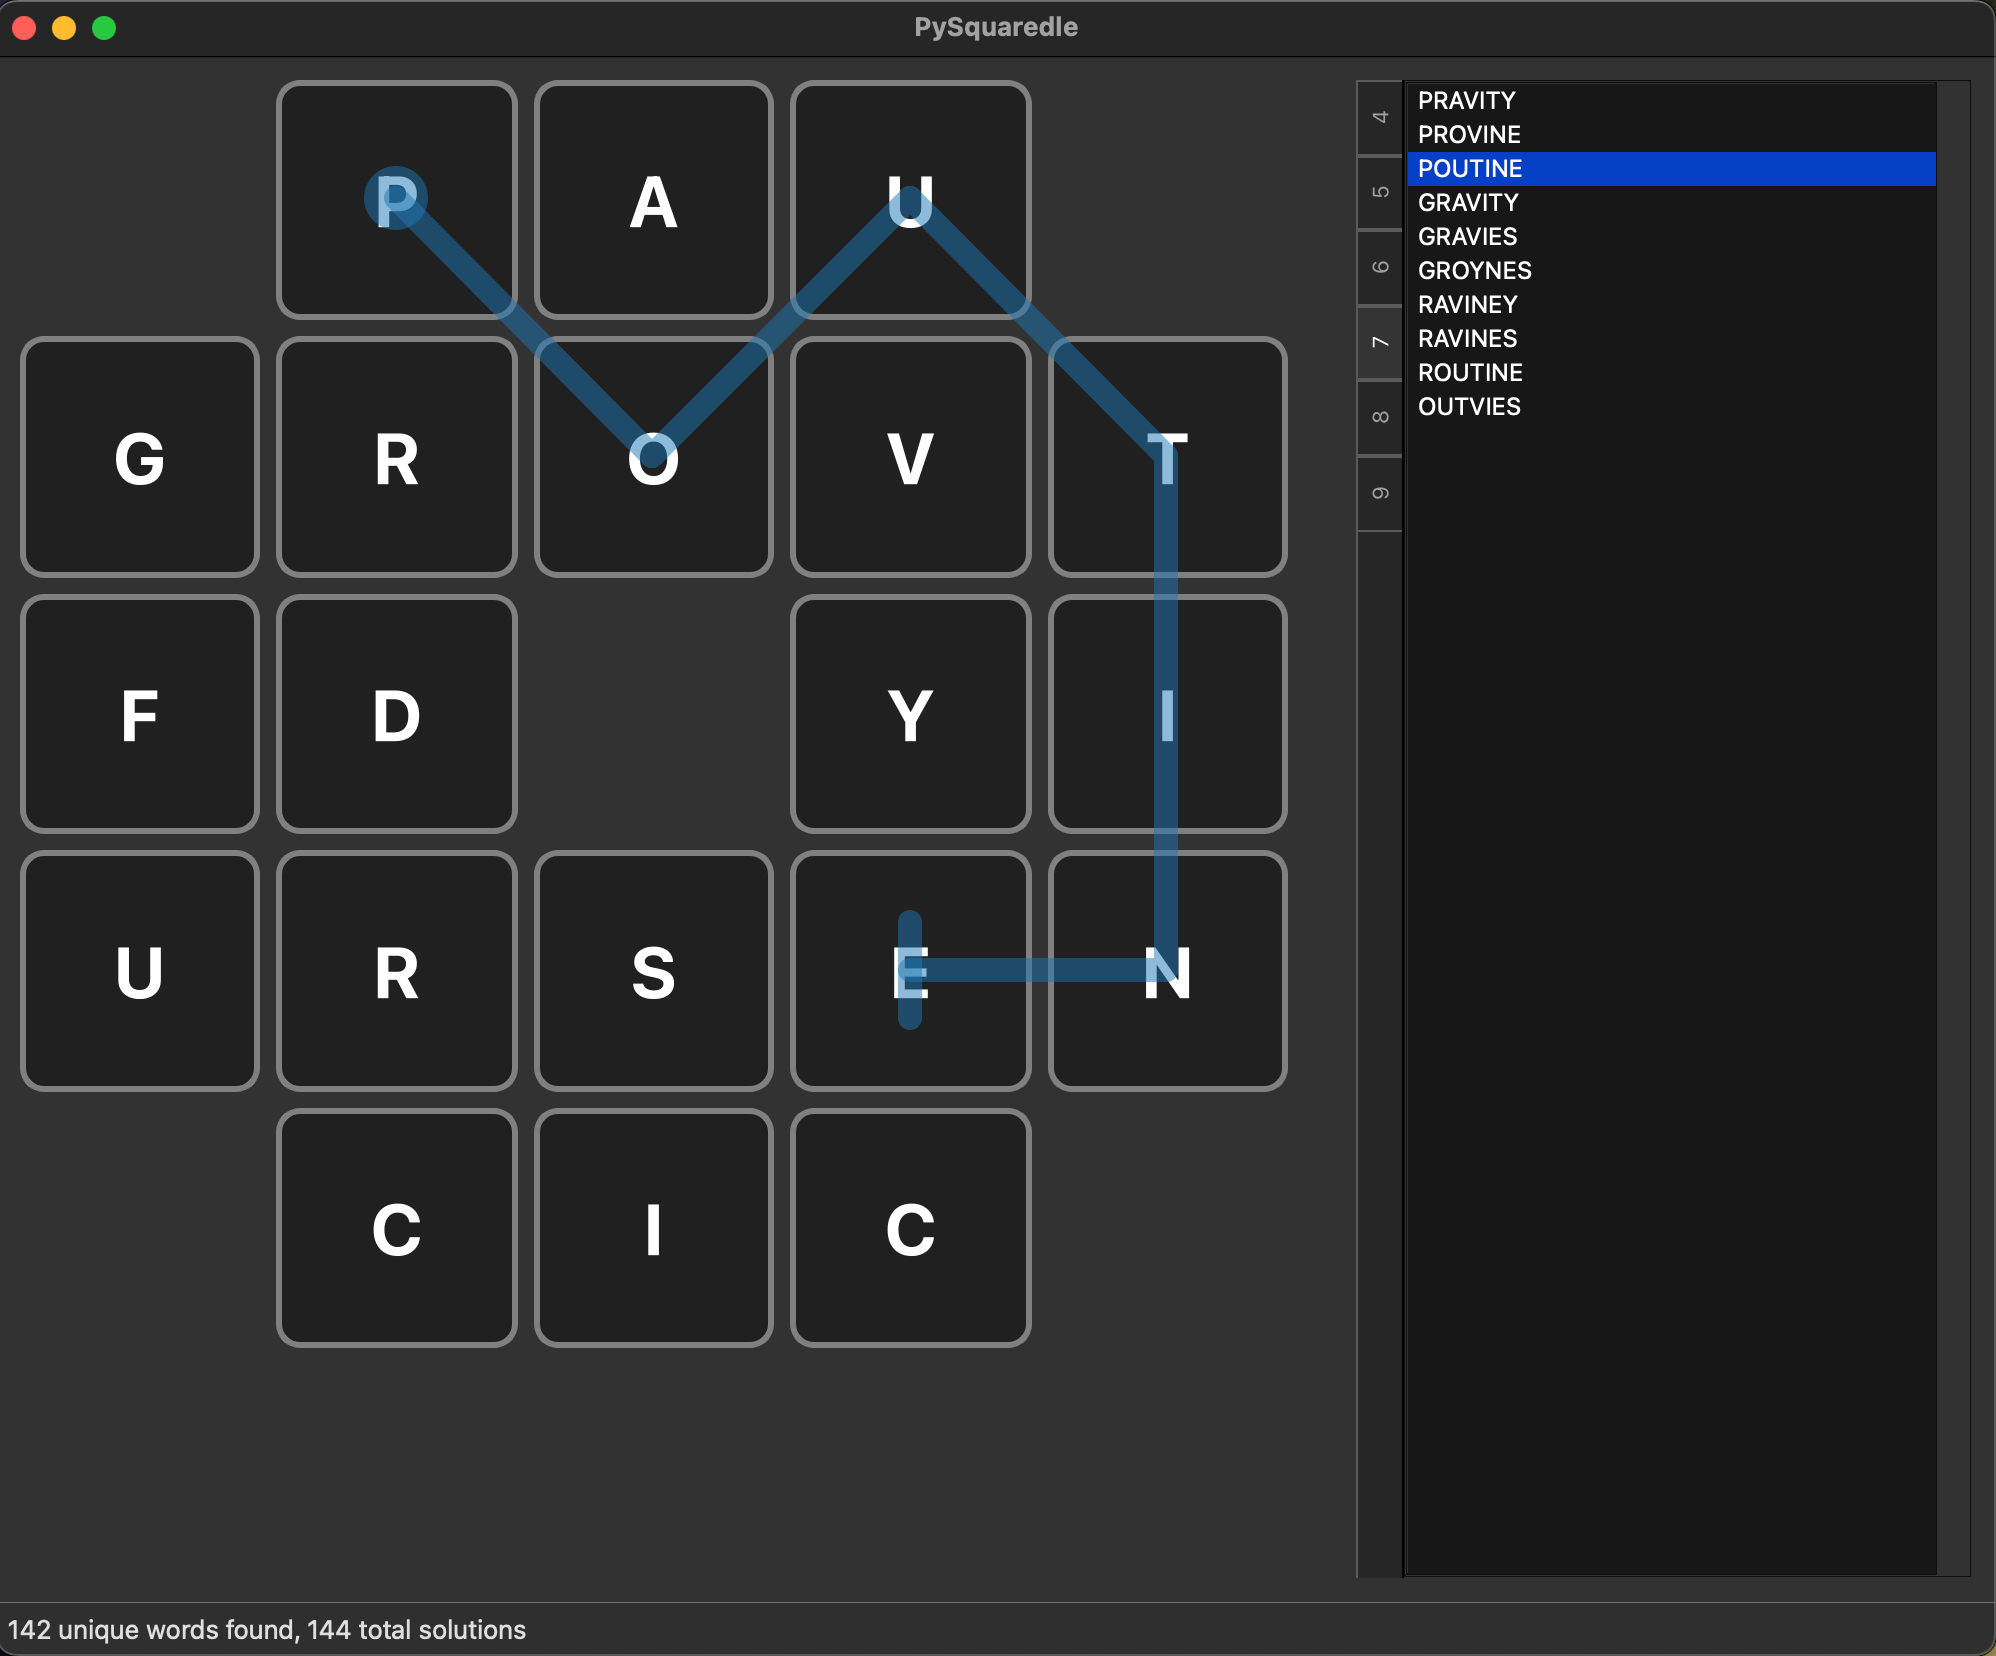 PySquaredle
P A U
G R O V T
F D Y I
U R S E N
C I C
4
5
6
7
8
9
PRAVITY
PROVINE
POUTINE
GRAVITY
GRAVIES
GROYNES
RAVINEY
RAVINES
ROUTINE
OUTVIES
142 unique words found, 144 total solutions